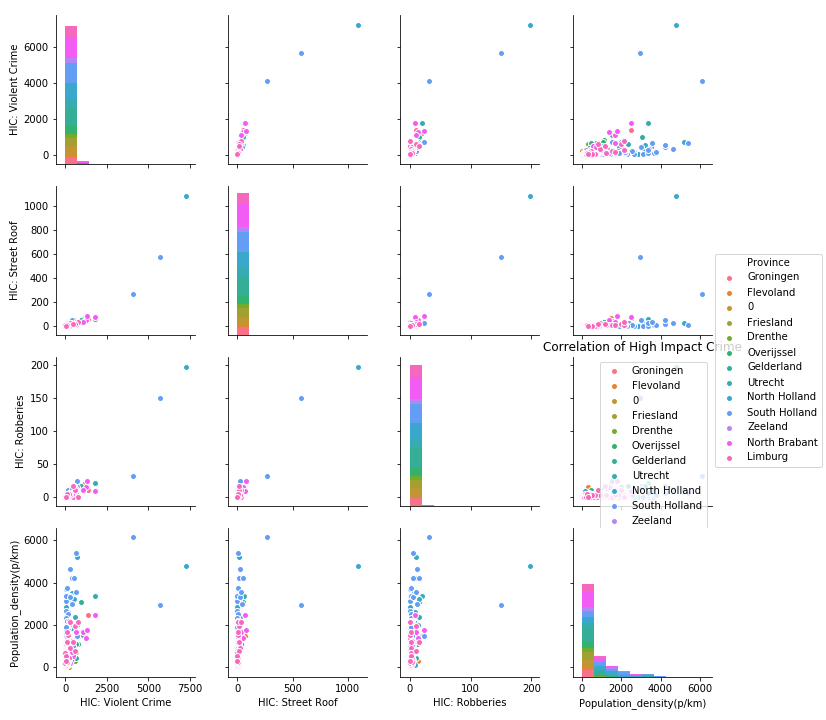 HIC: Violent Crime
6000
4000
2000
0
HIC: Street Roof
1000
800
600
400
200
0
Province
Groningen
Flevoland
0
Friesland
Drenthe
Overijssel
Gelderland
Utrecht
North Holland
South Holland
Zeeland
North Brabant
Limburg
Correlation of High Impact Crime
HIC: Robberies
200
150
100
50
0
Groningen
Flevoland
0
Friesland
Drenthe
Overijssel
Gelderland
Utrecht
North Holland
South Holland
Zeeland
Population_density(p/km)
6000
4000
2000
0
0 2500 5000 7500
0 500 1000
0 100 200
0 2000 4000 6000
HIC: Violent Crime
HIC: Street Roof
HIC: Robberies
Population_density(p/km)